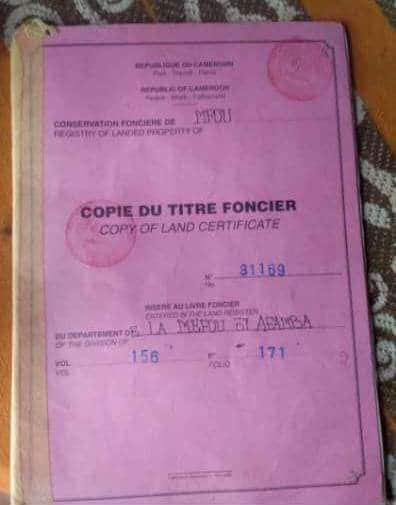 REPUBLIQUE DU CAMEROUN
Paix - Travail - Patrie
REPUBLIC OF CAMEROON
Peace - Work - Fatherland
CONSERVATION FONCIERE DE MFOU
REGISTRY OF LANDED PROPERTY OF
COPIE DU TITRE FONCIER
COPY OF LAND CERTIFICATE
N° 31169
No
INSERE AU LIVRE FONCIER
ENTERED IN THE LAND REGISTER
DU DEPARTEMENT DE LA MEFOU ET AFAMBA
OF THE DIVISION OF
VOL 156 N° 171
VOL FOLIO